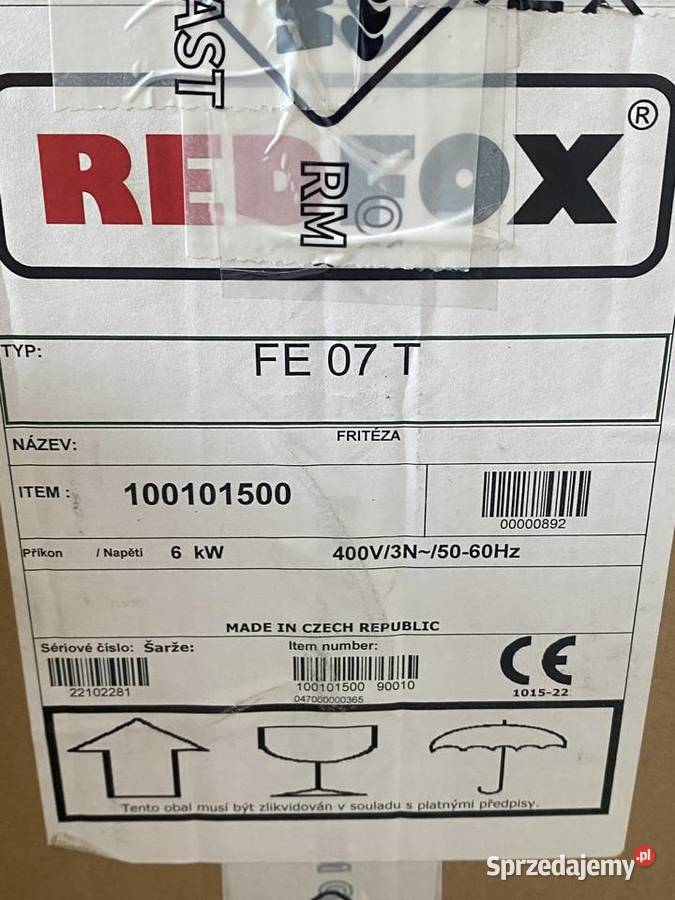 AST
REDFOX®
RM
TYP: FE 07 T
NÁZEV: FRITÉZA
ITEM : 100101500
00000892
Příkon / Napětí 6 kW 400V/3N~/50-60Hz
MADE IN CZECH REPUBLIC
Sériové číslo: Šarže: Item number:
22102281 100101500 90010
047000000365
CE
1015-22
Tento obal musí být zlikvidován v souladu s platnými předpisy.
Sprzedajemy.pl